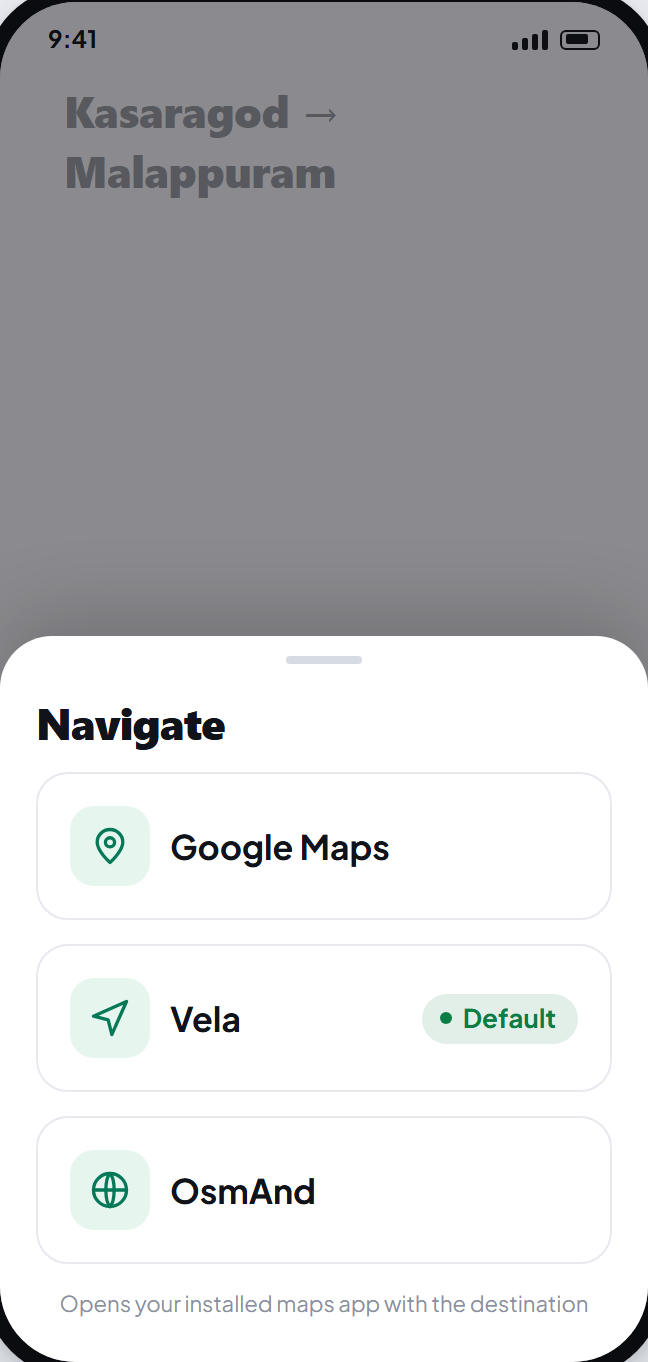 9:41
Kasaragod →
Malappuram
Navigate
Google Maps
Vela
Default
OsmAnd
Opens your installed maps app with the destination